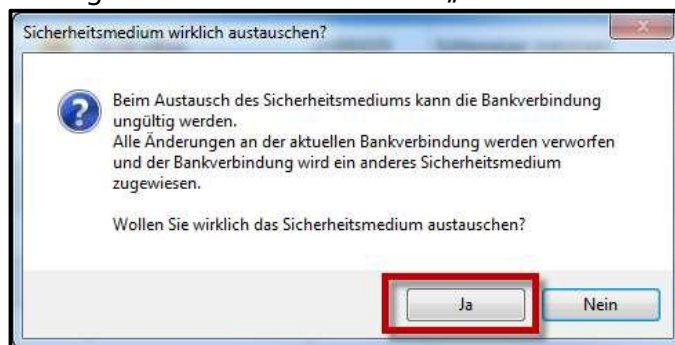 Sicherheitsmedium wirklich austauschen?
Beim Austausch des Sicherheitsmediums kann die Bankverbindung
ungültig werden.
Alle Änderungen an der aktuellen Bankverbindung werden verworfen
und der Bankverbindung wird ein anderes Sicherheitsmedium
zugewiesen.
Wollen Sie wirklich das Sicherheitsmedium austauschen?
Ja
Nein